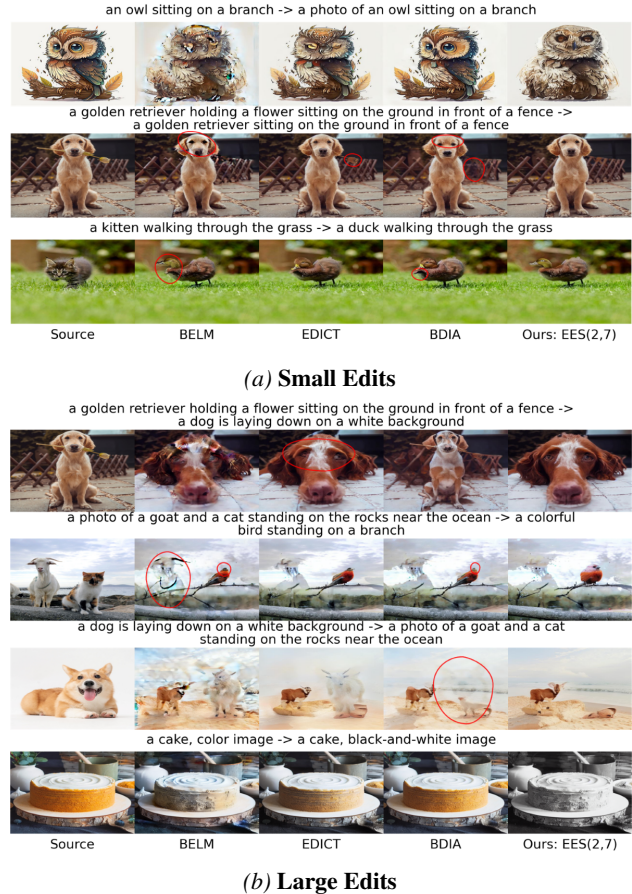 an owl sitting on a branch -> a photo of an owl sitting on a branch
a golden retriever holding a flower sitting on the ground in front of a fence ->
a golden retriever sitting on the ground in front of a fence
a kitten walking through the grass -> a duck walking through the grass
Source BELM EDICT BDIA Ours: EES(2,7)
(a) Small Edits
a golden retriever holding a flower sitting on the ground in front of a fence ->
a dog is laying down on a white background
a photo of a goat and a cat standing on the rocks near the ocean -> a colorful
bird standing on a branch
a dog is laying down on a white background -> a photo of a goat and a cat
standing on the rocks near the ocean
a cake, color image -> a cake, black-and-white image
Source BELM EDICT BDIA Ours: EES(2,7)
(b) Large Edits